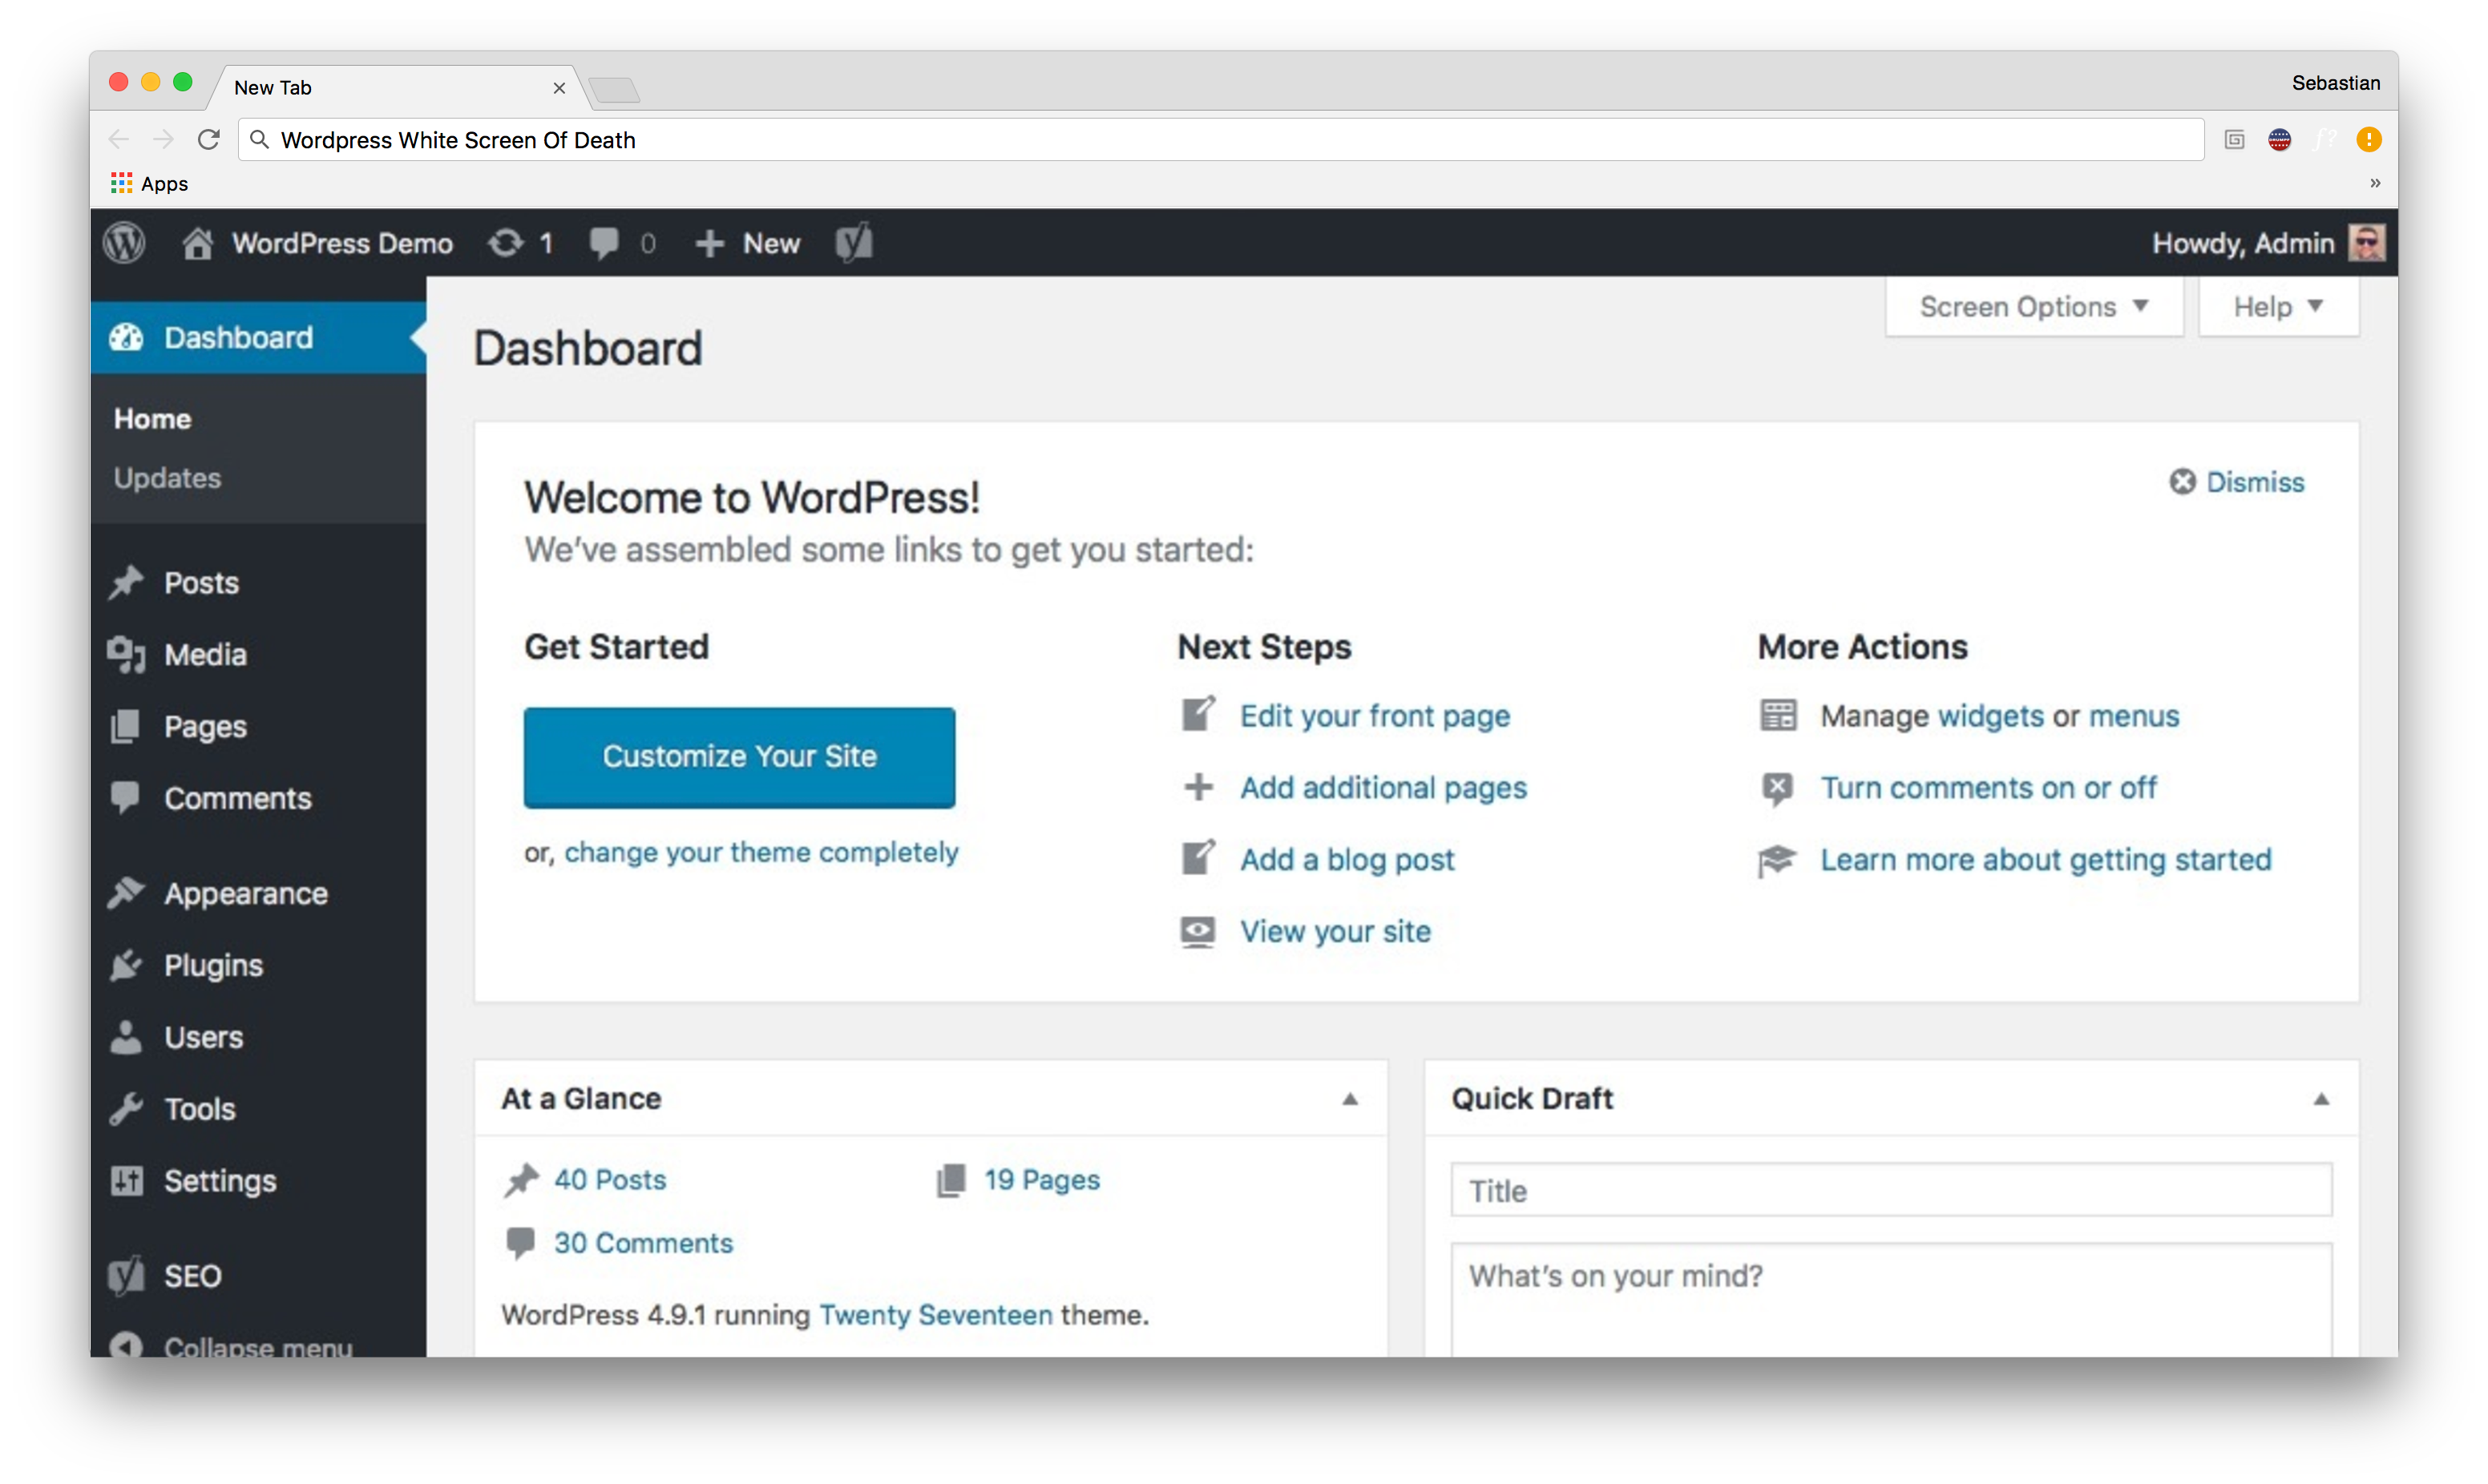 New Tab
Sebastian
Wordpress White Screen Of Death
Apps
»
WordPress Demo 1 0 New
Howdy, Admin
Screen Options Help
Dashboard
Home
Updates
Posts
Media
Pages
Comments
Appearance
Plugins
Users
Tools
Settings
SEO
Collapse menu
Dashboard
Welcome to WordPress!
Dismiss
We’ve assembled some links to get you started:
Get Started
Customize Your Site
or, change your theme completely
Next Steps
Edit your front page
Add additional pages
Add a blog post
View your site
More Actions
Manage widgets or menus
Turn comments on or off
Learn more about getting started
At a Glance
40 Posts 19 Pages
30 Comments
WordPress 4.9.1 running Twenty Seventeen theme.
Quick Draft
Title
What’s on your mind?